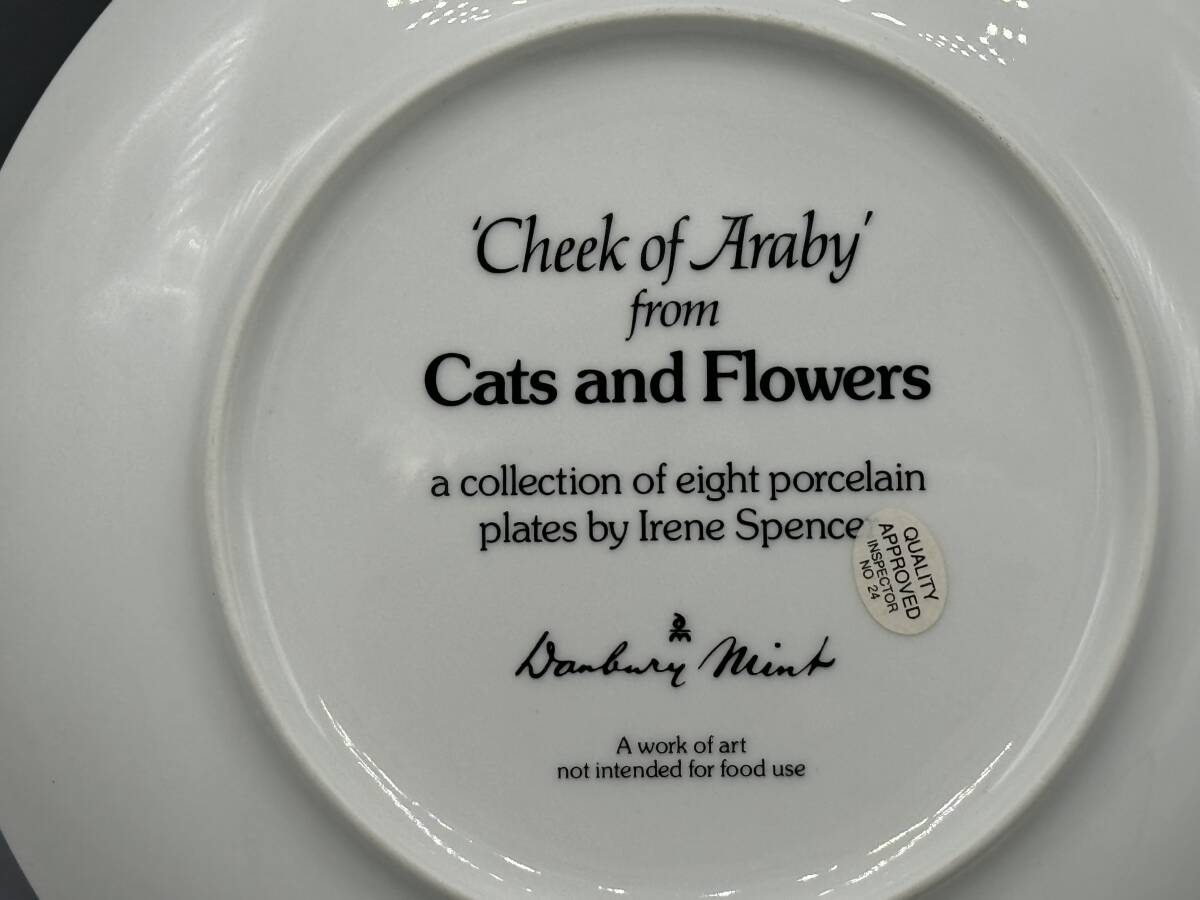 'Cheek of Araby'
from
Cats and Flowers
a collection of eight porcelain
plates by Irene Spence
QUALITY
APPROVED
INSPECTOR
NO 24
Danbury Mint
A work of art
not intended for food use